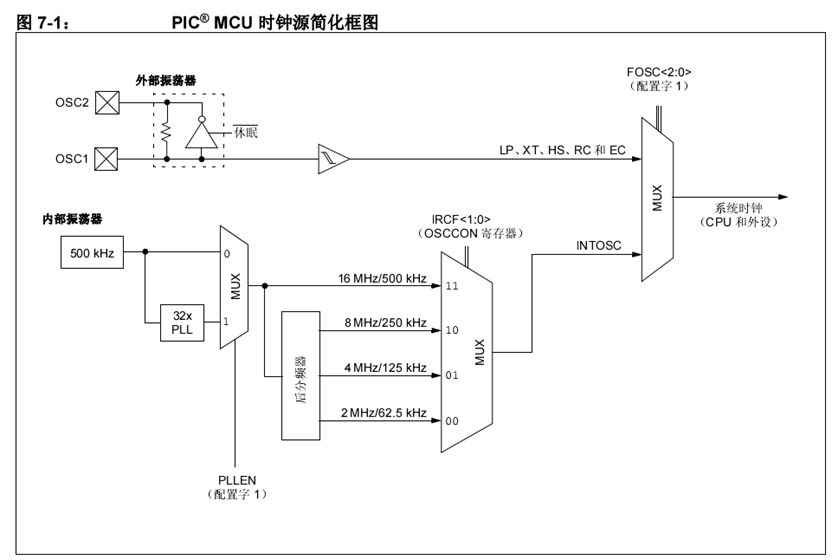 图 7-1： PIC® MCU 时钟源简化框图
外部振荡器
OSC2
休眠
OSC1
FOSC<2:0>
（配置字 1）
LP、XT、HS、RC 和 EC
MUX
系统时钟
（CPU 和外设）
内部振荡器
500 kHz
0
MUX
32x
PLL
1
IRCF<1:0>
（OSCCON 寄存器）
INTOSC
16 MHz/500 kHz
11
8 MHz/250 kHz
10
后分频器
4 MHz/125 kHz
01
MUX
2 MHz/62.5 kHz
00
PLLEN
（配置字 1）